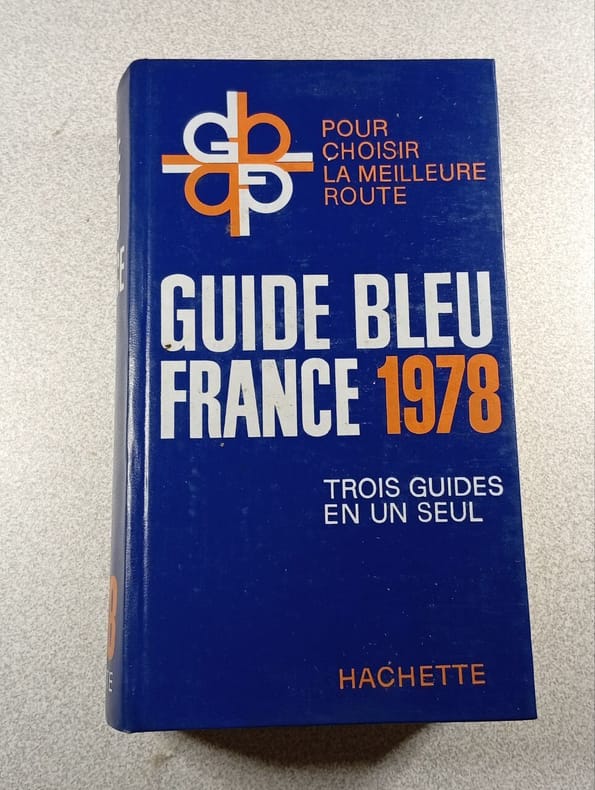 POUR
CHOISIR
LA MEILLEURE
ROUTE
GUIDE BLEU
FRANCE 1978
TROIS GUIDES
EN UN SEUL
HACHETTE